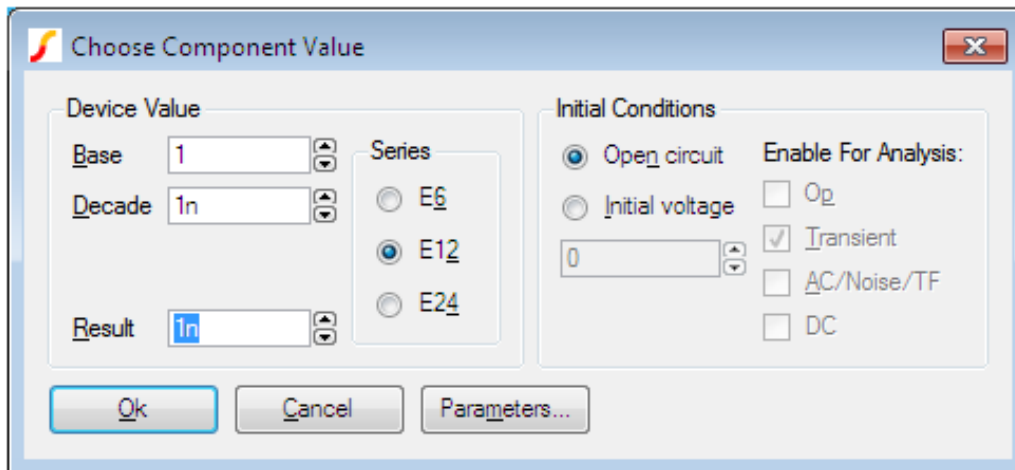 Choose Component Value
Device Value
Base 1
Decade 1n
Result 1n
Series
E6
E12
E24
Initial Conditions
Open circuit
Initial voltage
0
Enable For Analysis:
Op
Transient
AC/Noise/TF
DC
Ok Cancel Parameters...